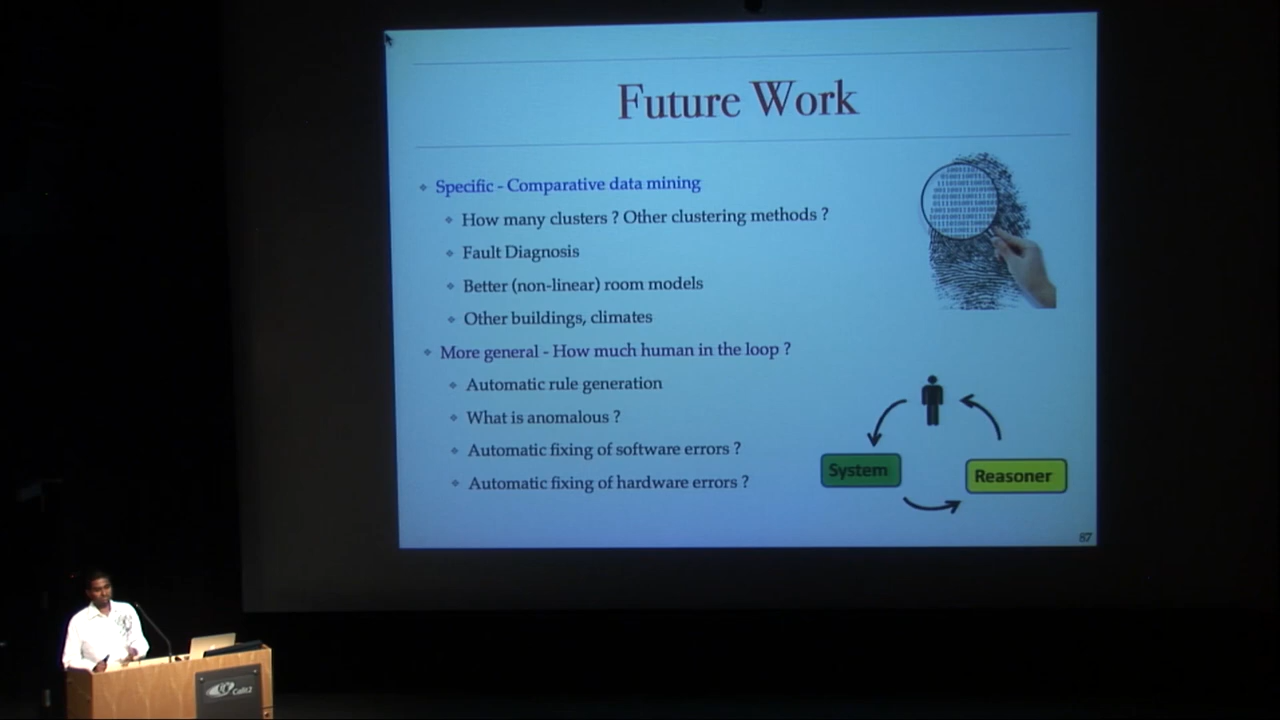 Future Work
Specific - Comparative data mining
How many clusters ? Other clustering methods ?
Fault Diagnosis
Better (non-linear) room models
Other buildings, climates
More general - How much human in the loop ?
Automatic rule generation
What is anomalous ?
Automatic fixing of software errors ?
Automatic fixing of hardware errors ?
System
Reasoner
87
Calit2